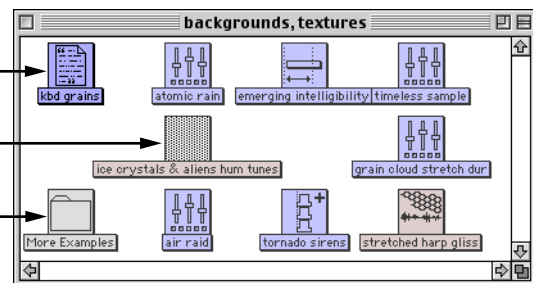 backgrounds, textures
kbd grains
atomic rain
emerging intelligibility
timeless sample
ice crystals & aliens hum tunes
grain cloud stretch dur
More Examples
air raid
tornado sirens
stretched harp gliss